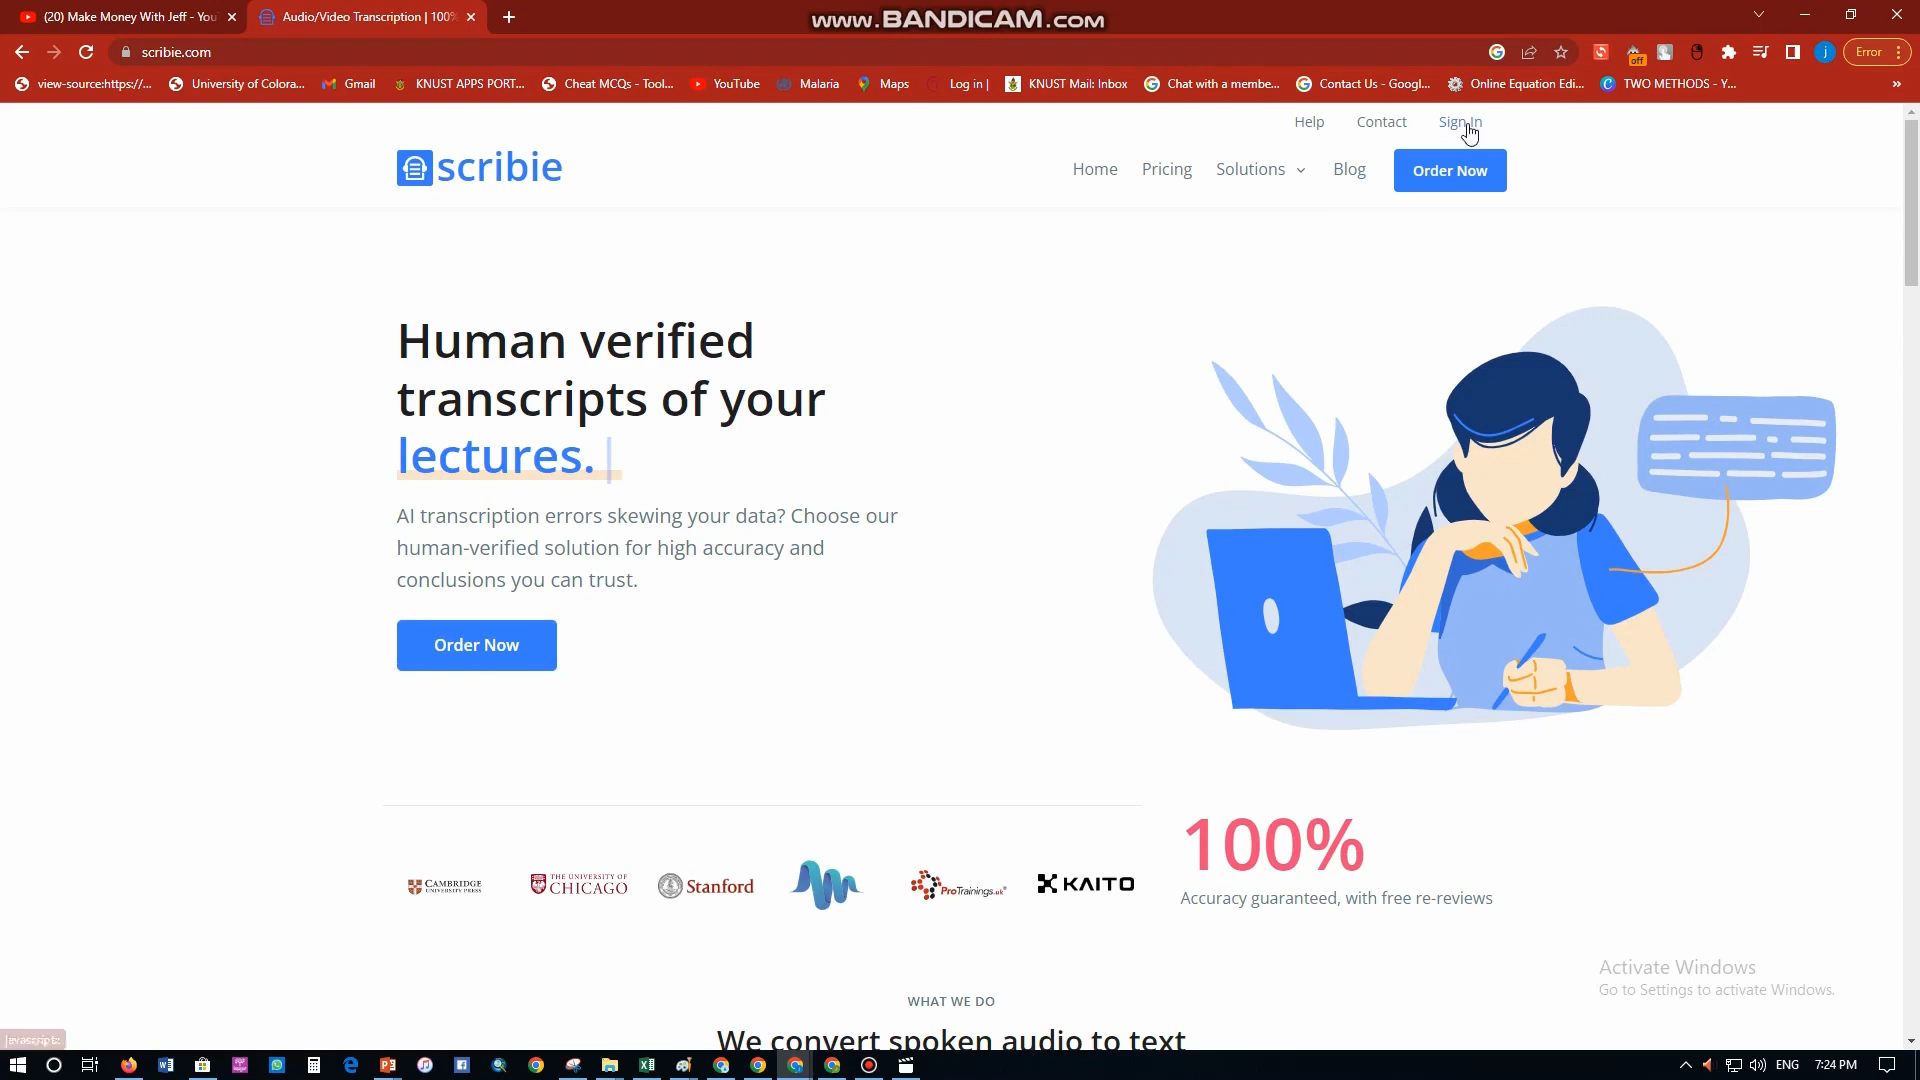 (20) Make Money With Jeff - You
Audio/Video Transcription | 100%
www.BANDICAM.com
scribie.com
off
j
Error
view-source:https://...
University of Colora...
Gmail
KNUST APPS PORT...
Cheat MCQs - Tool...
YouTube
Malaria
Maps
Log in |
KNUST Mail: Inbox
Chat with a membe...
Contact Us - Googl...
Online Equation Edi...
TWO METHODS - Y...
»
Help
Contact
Sign In
scribie
Home
Pricing
Solutions
Blog
Order Now
Human verified
transcripts of your
lectures.
AI transcription errors skewing your data? Choose our
human-verified solution for high accuracy and
conclusions you can trust.
Order Now
CAMBRIDGE
UNIVERSITY PRESS
THE UNIVERSITY OF
CHICAGO
Stanford
ProTrainings.uk
KAITO
100%
Accuracy guaranteed, with free re-reviews
Activate Windows
Go to Settings to activate Windows.
WHAT WE DO
We convert spoken audio to text
ENG
7:24 PM